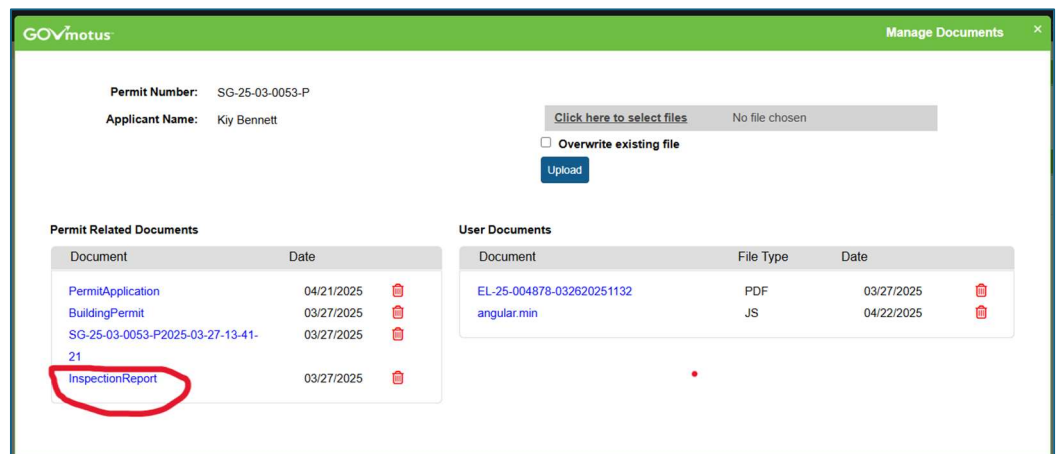 GOVmotus
Manage Documents ×
Permit Number: SG-25-03-0053-P
Applicant Name: Kiy Bennett
Click here to select files No file chosen
Overwrite existing file
Upload
Permit Related Documents
Document Date
PermitApplication 04/21/2025
BuildingPermit 03/27/2025
SG-25-03-0053-P2025-03-27-13-41- 03/27/2025
21
InspectionReport 03/27/2025
User Documents
Document File Type Date
EL-25-004878-032620251132 PDF 03/27/2025
angular.min JS 04/22/2025